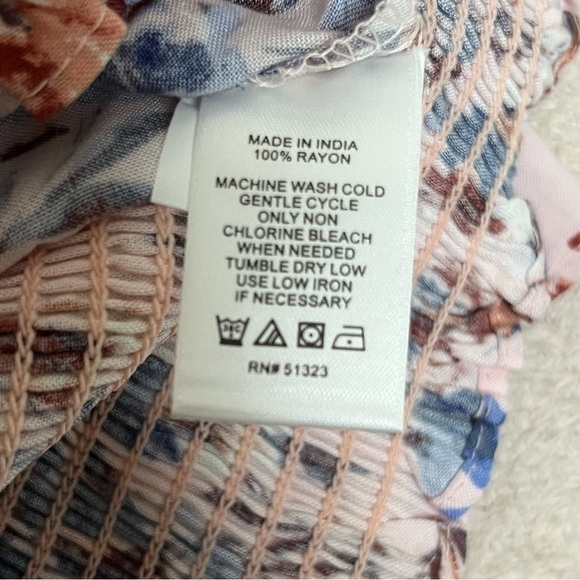 MADE IN INDIA
100% RAYON
MACHINE WASH COLD
GENTLE CYCLE
ONLY NON
CHLORINE BLEACH
WHEN NEEDED
TUMBLE DRY LOW
USE LOW IRON
IF NECESSARY
RN# 51323